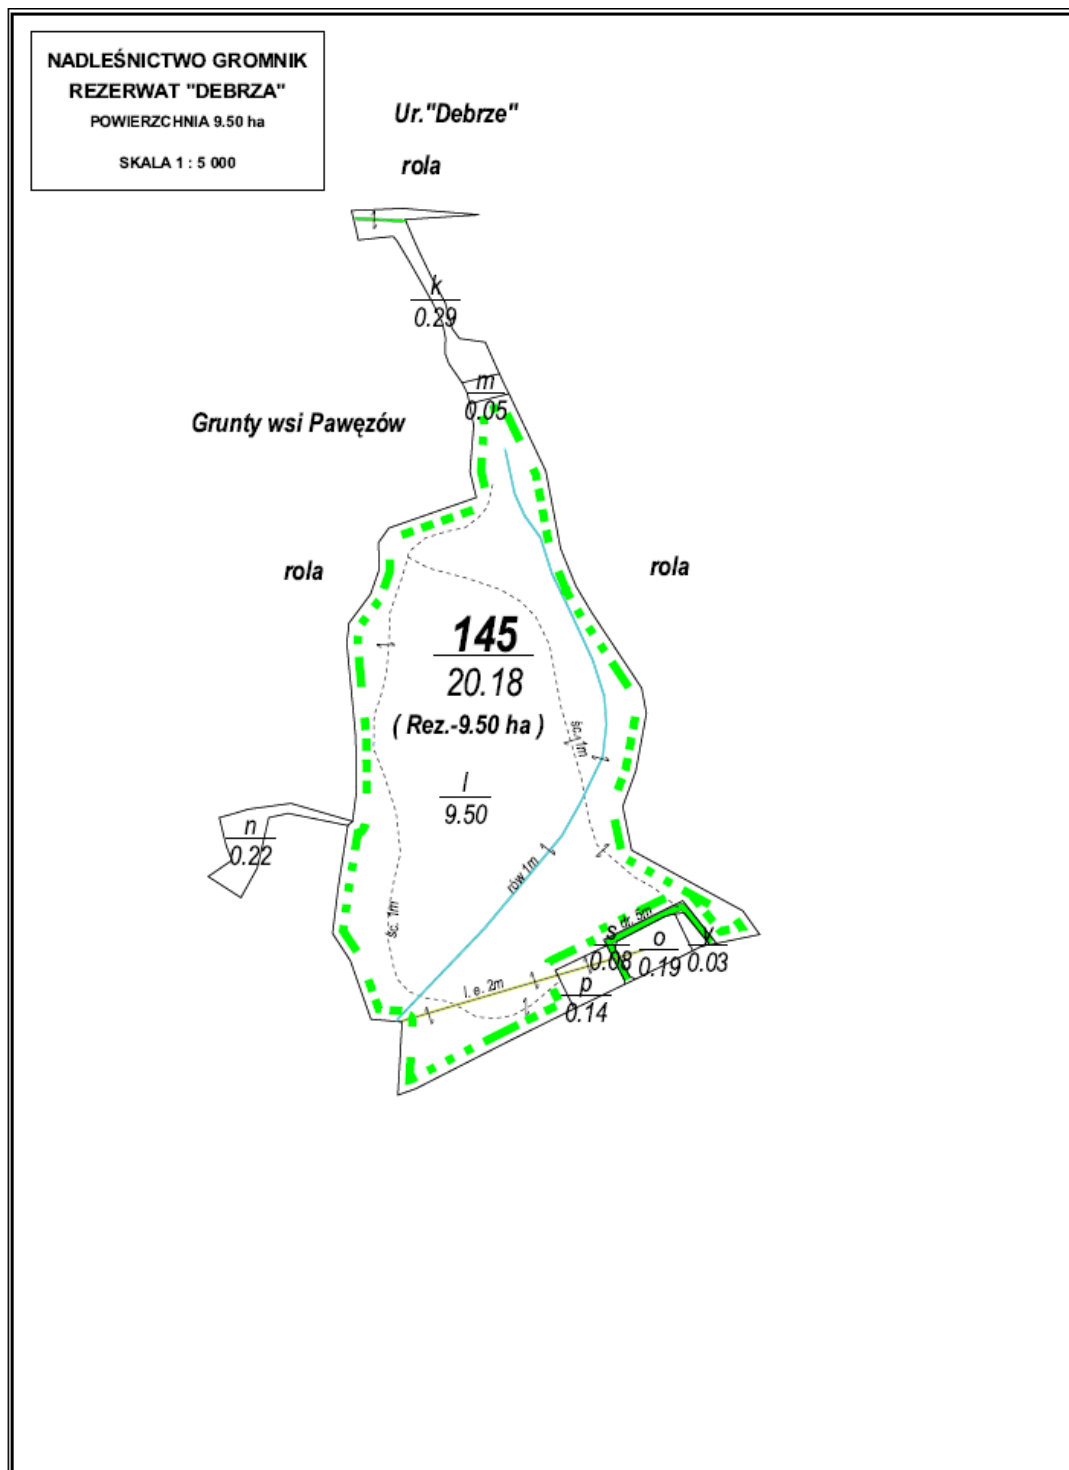 NADLEŚNICTWO GROMNIK
REZERWAT "DEBRZA"
POWIERZCHNIA 9.50 ha
SKALA 1 : 5 000
Ur."Debrze"
rola
k
0.29
m
0.05
Grunty wsi Pawęzów
rola
rola
145
20.18
( Rez.-9.50 ha )
śc. 1m
l
9.50
n
0.22
rów 1m
śc. 1m
dr. 5m
s
0.08
o
0.19
0.03
l. e. 2m
p
0.14